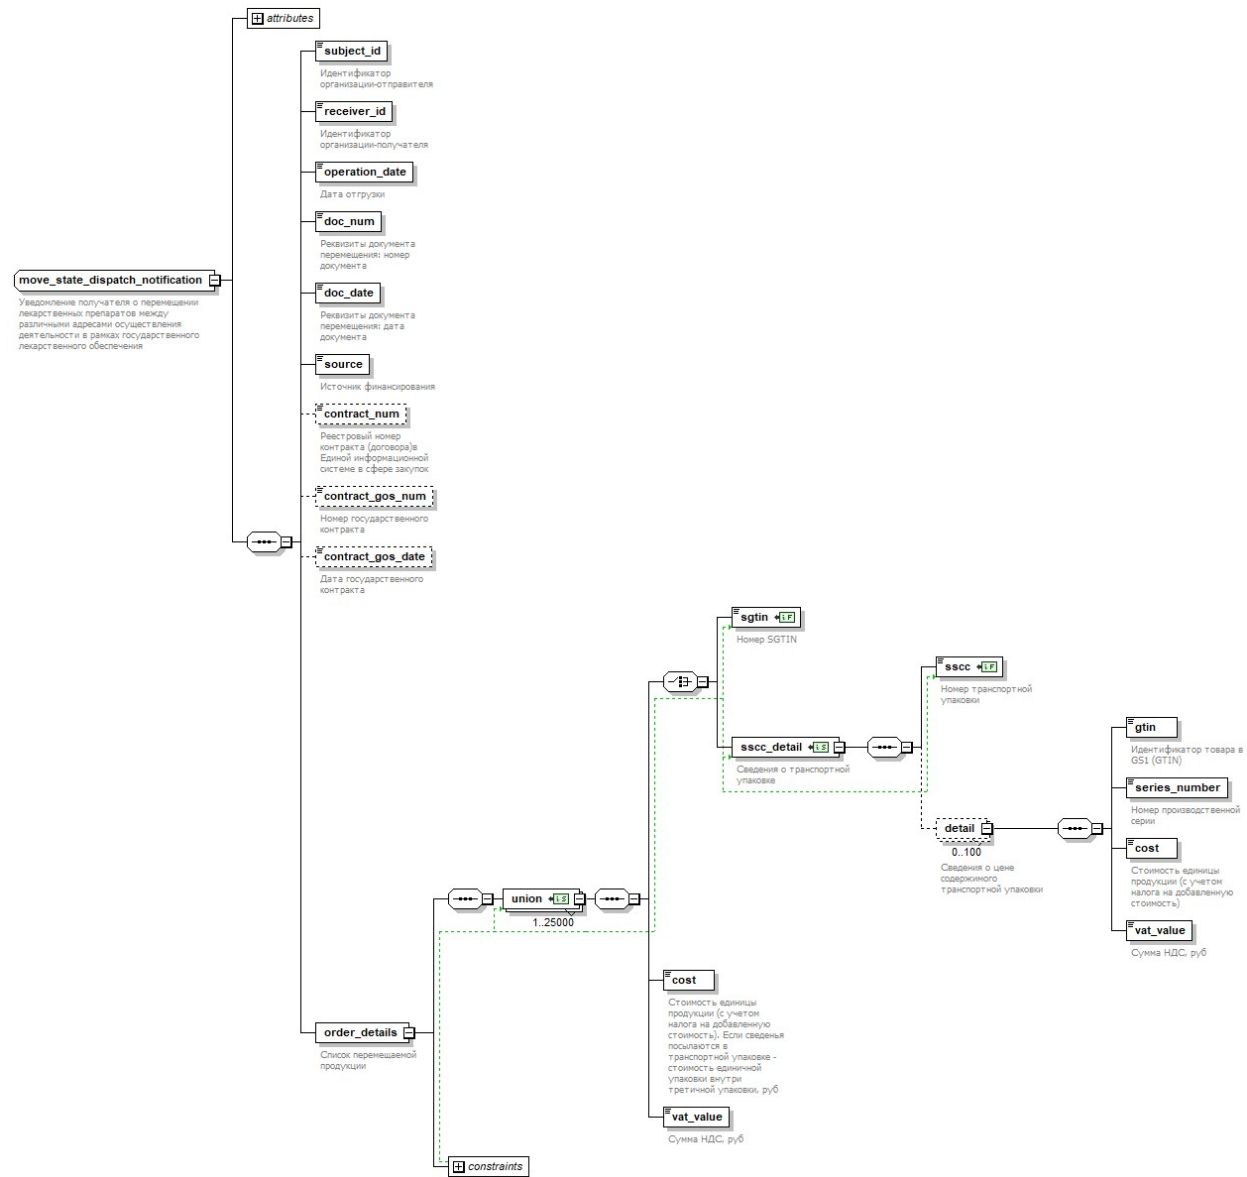 attributes
subject_id
Идентификатор
организации-отправителя
receiver_id
Идентификатор
организации-получателя
operation_date
Дата отгрузки
doc_num
Реквизиты документа
перемещения: номер
документа
move_state_dispatch_notification
Уведомление получателя о перемещении
лекарственных препаратов между
различными адресами осуществления
деятельности в рамках государственного
лекарственного обеспечения
doc_date
Реквизиты документа
перемещения: дата
документа
source
Источник финансирования
contract_num
Реестровый номер
контракта (договора)в
Единой информационной
системе в сфере закупок
contract_gos_num
Номер государственного
контракта
contract_gos_date
Дата государственного
контракта
sgtin
Номер SGTIN
sscc
Номер транспортной
упаковки
sscc_detail
Сведения о транспортной
упаковке
gtin
Идентификатор товара в
GS1 (GTIN)
series_number
Номер производственной
серии
detail
0..100
Сведения о цене
содержимого
транспортной упаковки
cost
Стоимость единицы
продукции (с учетом
налога на добавленную
стоимость)
vat_value
Сумма НДС, руб
union
1..25000
cost
Стоимость единицы
продукции (с учетом
налога на добавленную
стоимость). Если сведенья
посылаются в
транспортной упаковке -
стоимость единичной
упаковки внутри
третичной упаковки, руб
order_details
Список перемещаемой
продукции
vat_value
Сумма НДС, руб
constraints